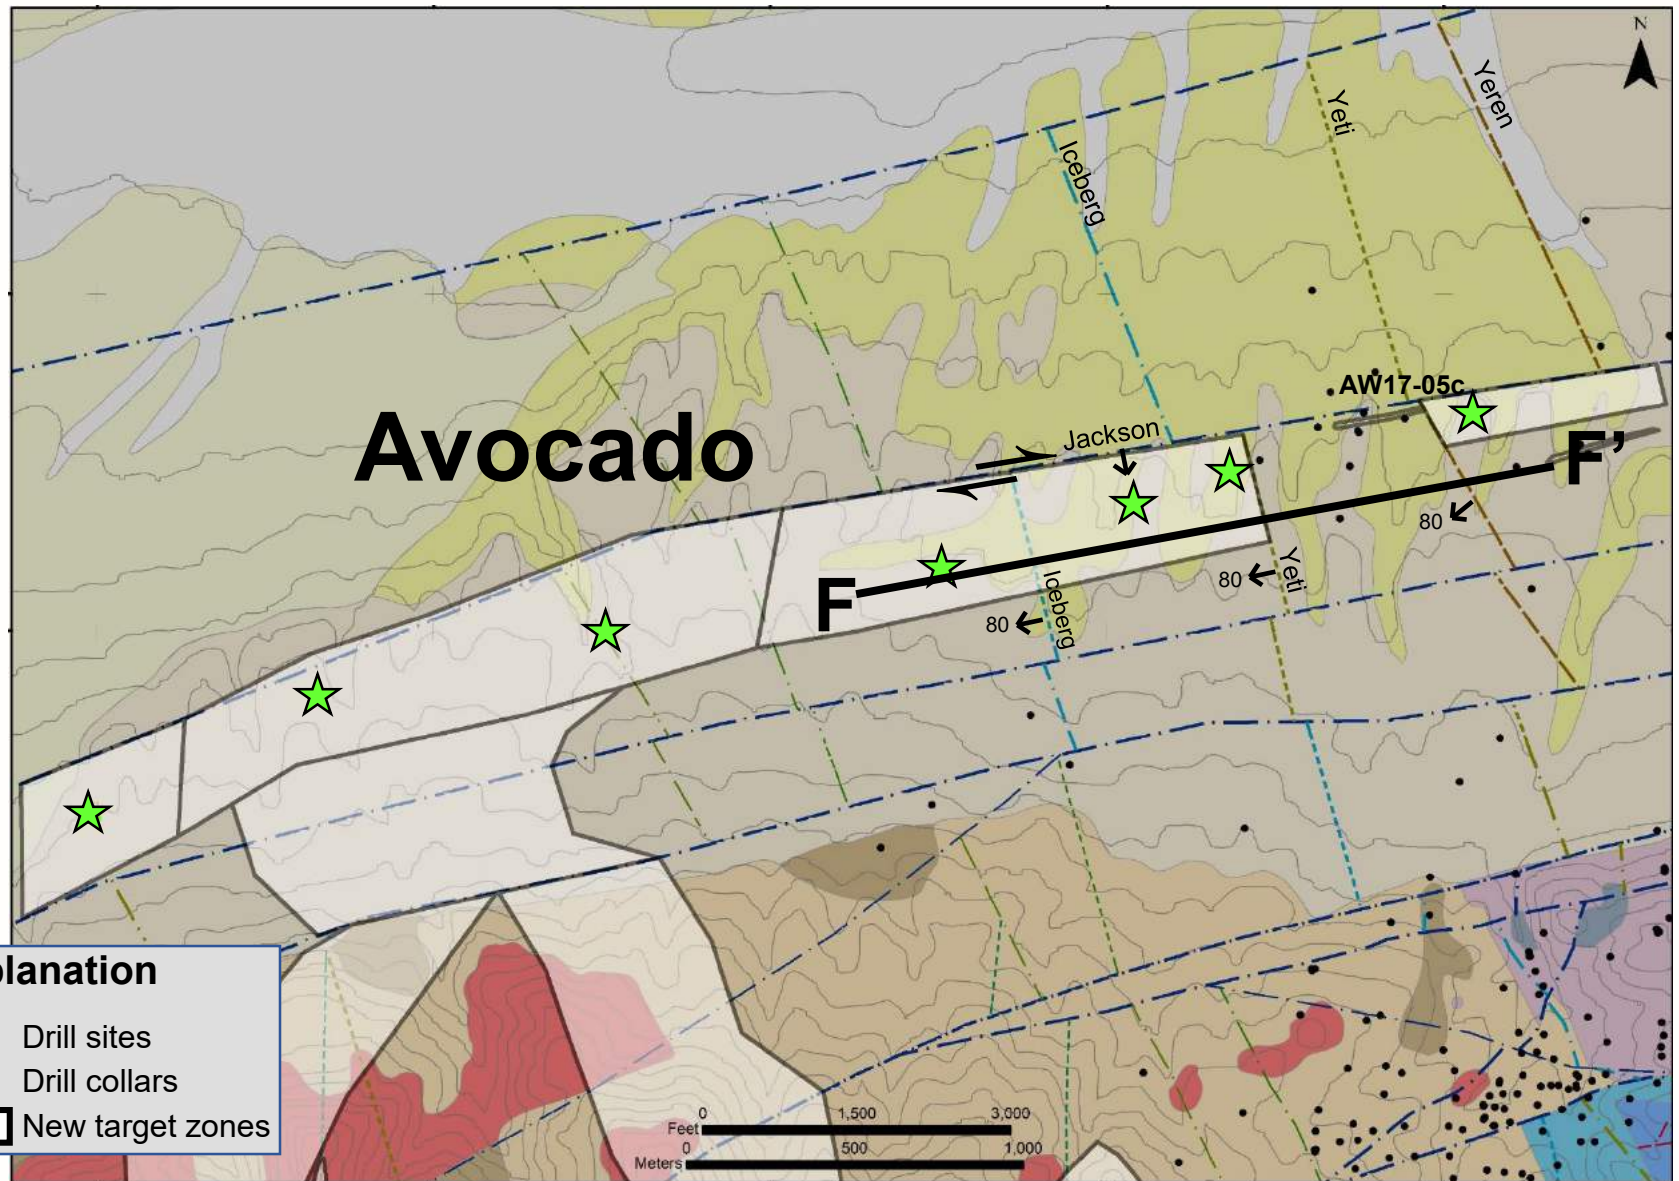 N
Yeren
Yeti
Iceberg
AW17-05c
Avocado
Jackson
F’
80
F
Iceberg
80
Yeti
80
planation
Drill sites
Drill collars
New target zones
0 1,500 3,000
Feet
0 500 1,000
Meters